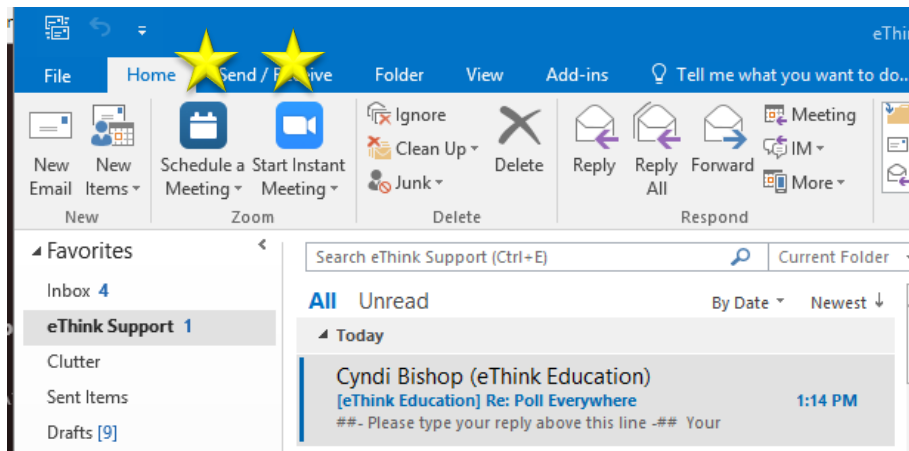 eThi
File Home Send / Receive Folder View Add-ins Tell me what you want to do..
New Email
New Items
Schedule a Meeting
Start Instant Meeting
Ignore
Clean Up
Junk
Delete
Reply
Reply All
Forward
Meeting
IM
More
New Zoom Delete Respond
Favorites
Inbox 4
eThink Support 1
Clutter
Sent Items
Drafts [9]
Search eThink Support (Ctrl+E) Current Folder
All Unread By Date Newest
Today
Cyndi Bishop (eThink Education)
[eThink Education] Re: Poll Everywhere 1:14 PM
##- Please type your reply above this line -## Your